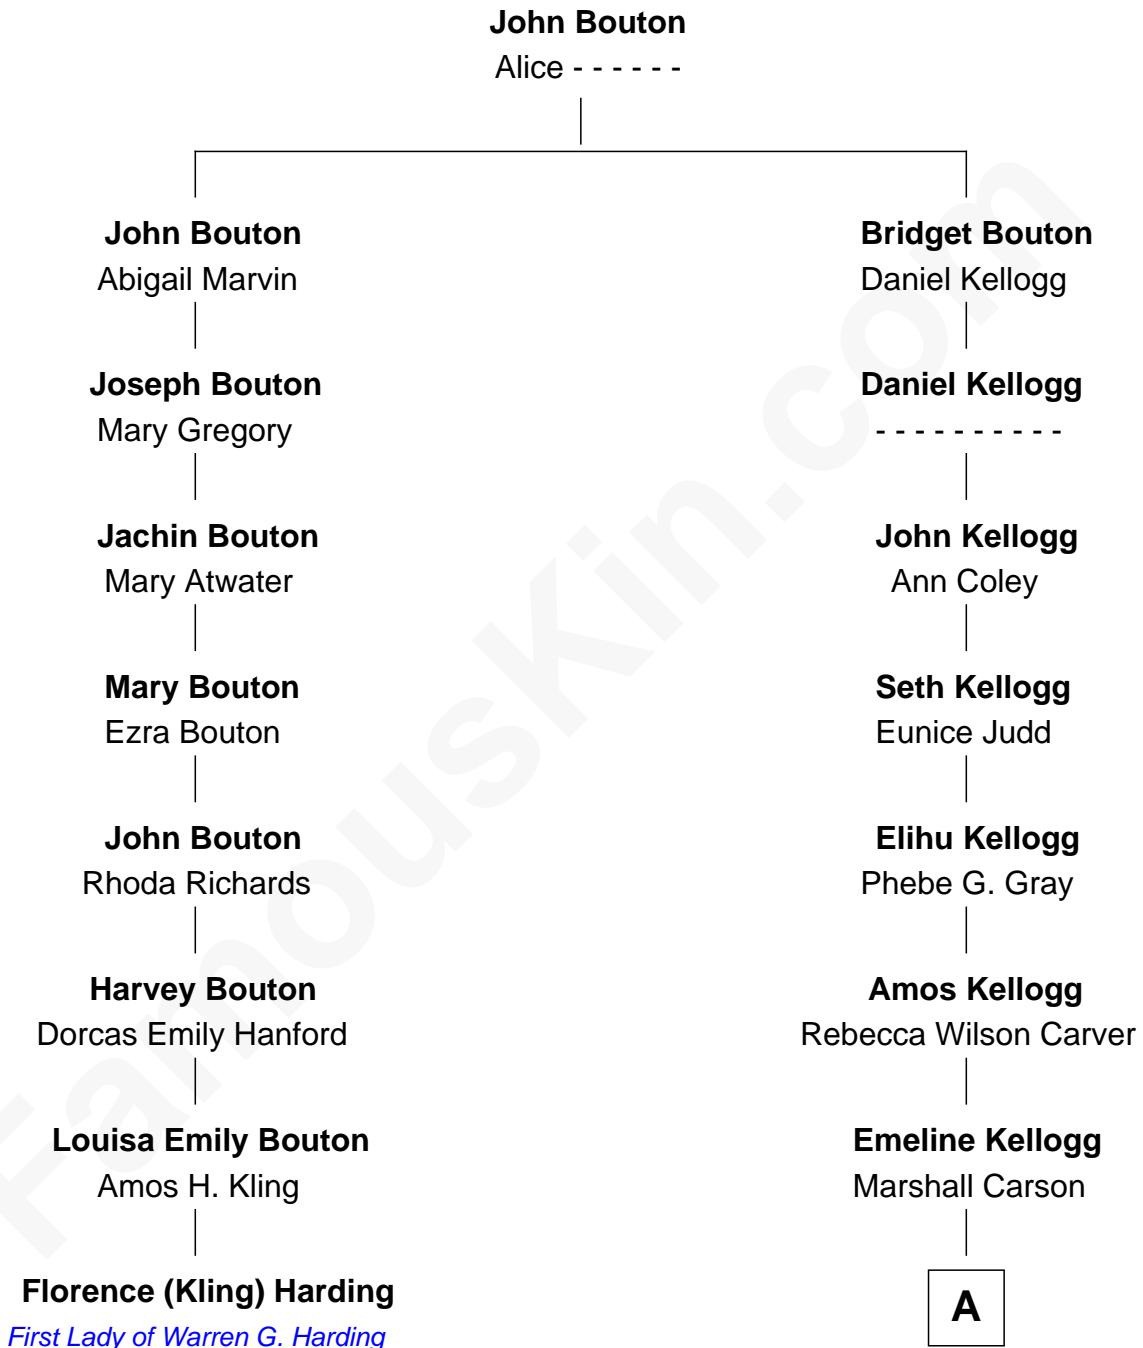 John Bouton
Alice - - - - - -
John Bouton
Abigail Marvin
Bridget Bouton
Daniel Kellogg
Joseph Bouton
Mary Gregory
Daniel Kellogg
- - - - - - - - - -
Jachin Bouton
Mary Atwater
John Kellogg
Ann Coley
Mary Bouton
Ezra Bouton
Seth Kellogg
Eunice Judd
John Bouton
Rhoda Richards
Elihu Kellogg
Phebe G. Gray
Harvey Bouton
Dorcas Emily Hanford
Amos Kellogg
Rebecca Wilson Carver
Louisa Emily Bouton
Amos H. Kling
Emeline Kellogg
Marshall Carson
Florence (Kling) Harding
First Lady of Warren G. Harding
A
FamousKin.com